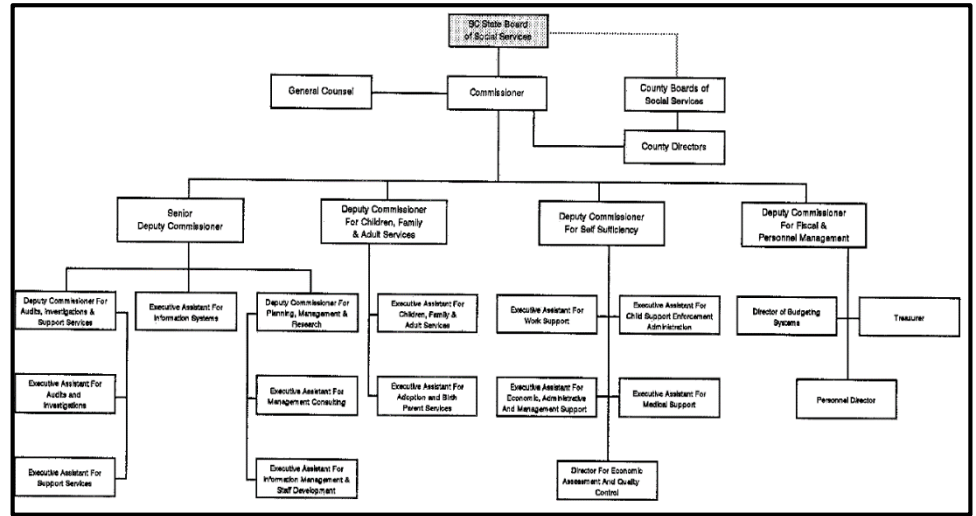 SC State Board
of Social Services
General Counsel
Commissioner
County Boards of
Social Services
County Directors
Senior
Deputy Commissioner
Deputy Commissioner
For Children, Family
& Adult Services
Deputy Commissioner
For Self Sufficiency
Deputy Commissioner
For Fiscal &
Personnel Management
Deputy Commissioner For
Audits, Investigations &
Support Services
Executive Assistant For
Information Systems
Deputy Commissioner For
Planning, Management &
Research
Executive Assistant For
Children, Family &
Adult Services
Executive Assistant For
Work Support
Executive Assistant For
Child Support Enforcement
Administration
Director of Budgeting
Systems
Treasurer
Executive Assistant For
Audits and
Investigations
Executive Assistant For
Management Consulting
Executive Assistant For
Adoption and Birth
Parent Services
Executive Assistant For
Economic, Administrative
And Management Support
Executive Assistant For
Medical Support
Personnel Director
Executive Assistant For
Support Services
Executive Assistant For
Information Management &
Staff Development
Director For Economic
Assessment And Quality
Control